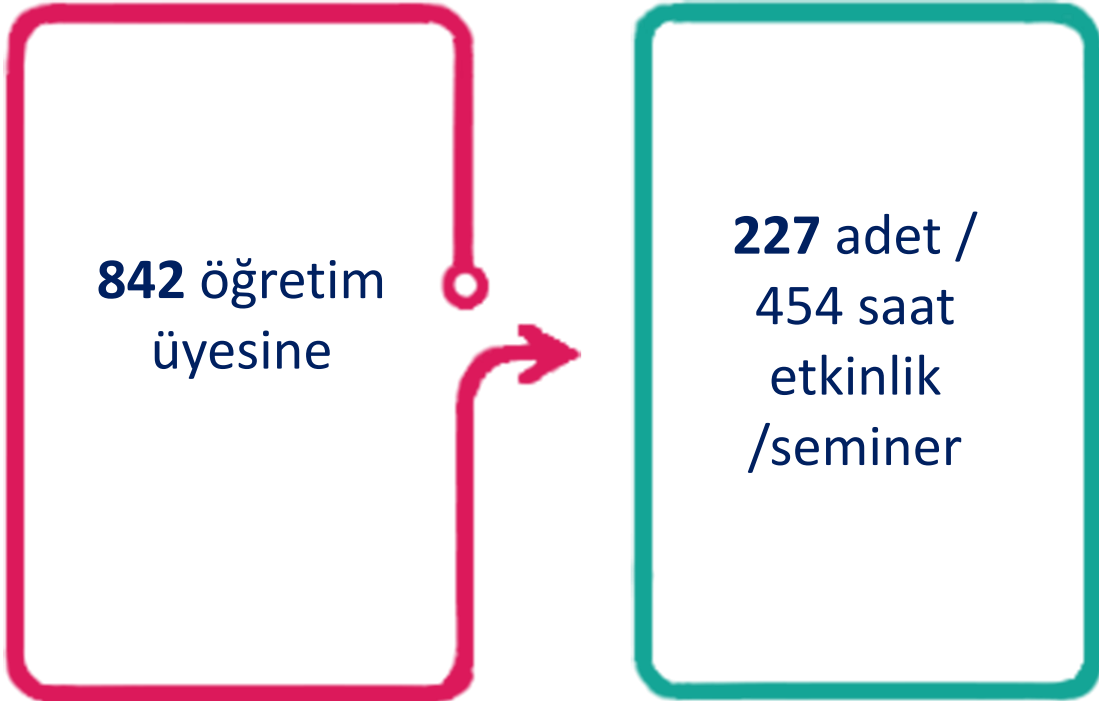 842 öğretim
üyesine
227 adet /
454 saat
etkinlik
/seminer